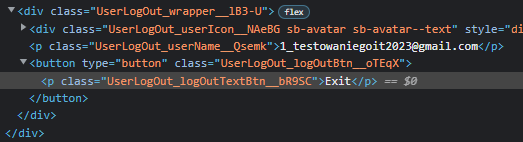 <div class="UserLogOut_wrapper__lB3-U"> flex
<div class="UserLogOut_userIcon__NAeBG sb-avatar sb-avatar--text" style="di
<p class="UserLogOut_userName__Qsemk">1_testowaniegoit2023@gmail.com</p>
<button type="button" class="UserLogOut_logOutBtn__oTEqX">
<p class="UserLogOut_logOutTextBtn__bR9SC">Exit</p> == $0
</button>
</div>
</div>